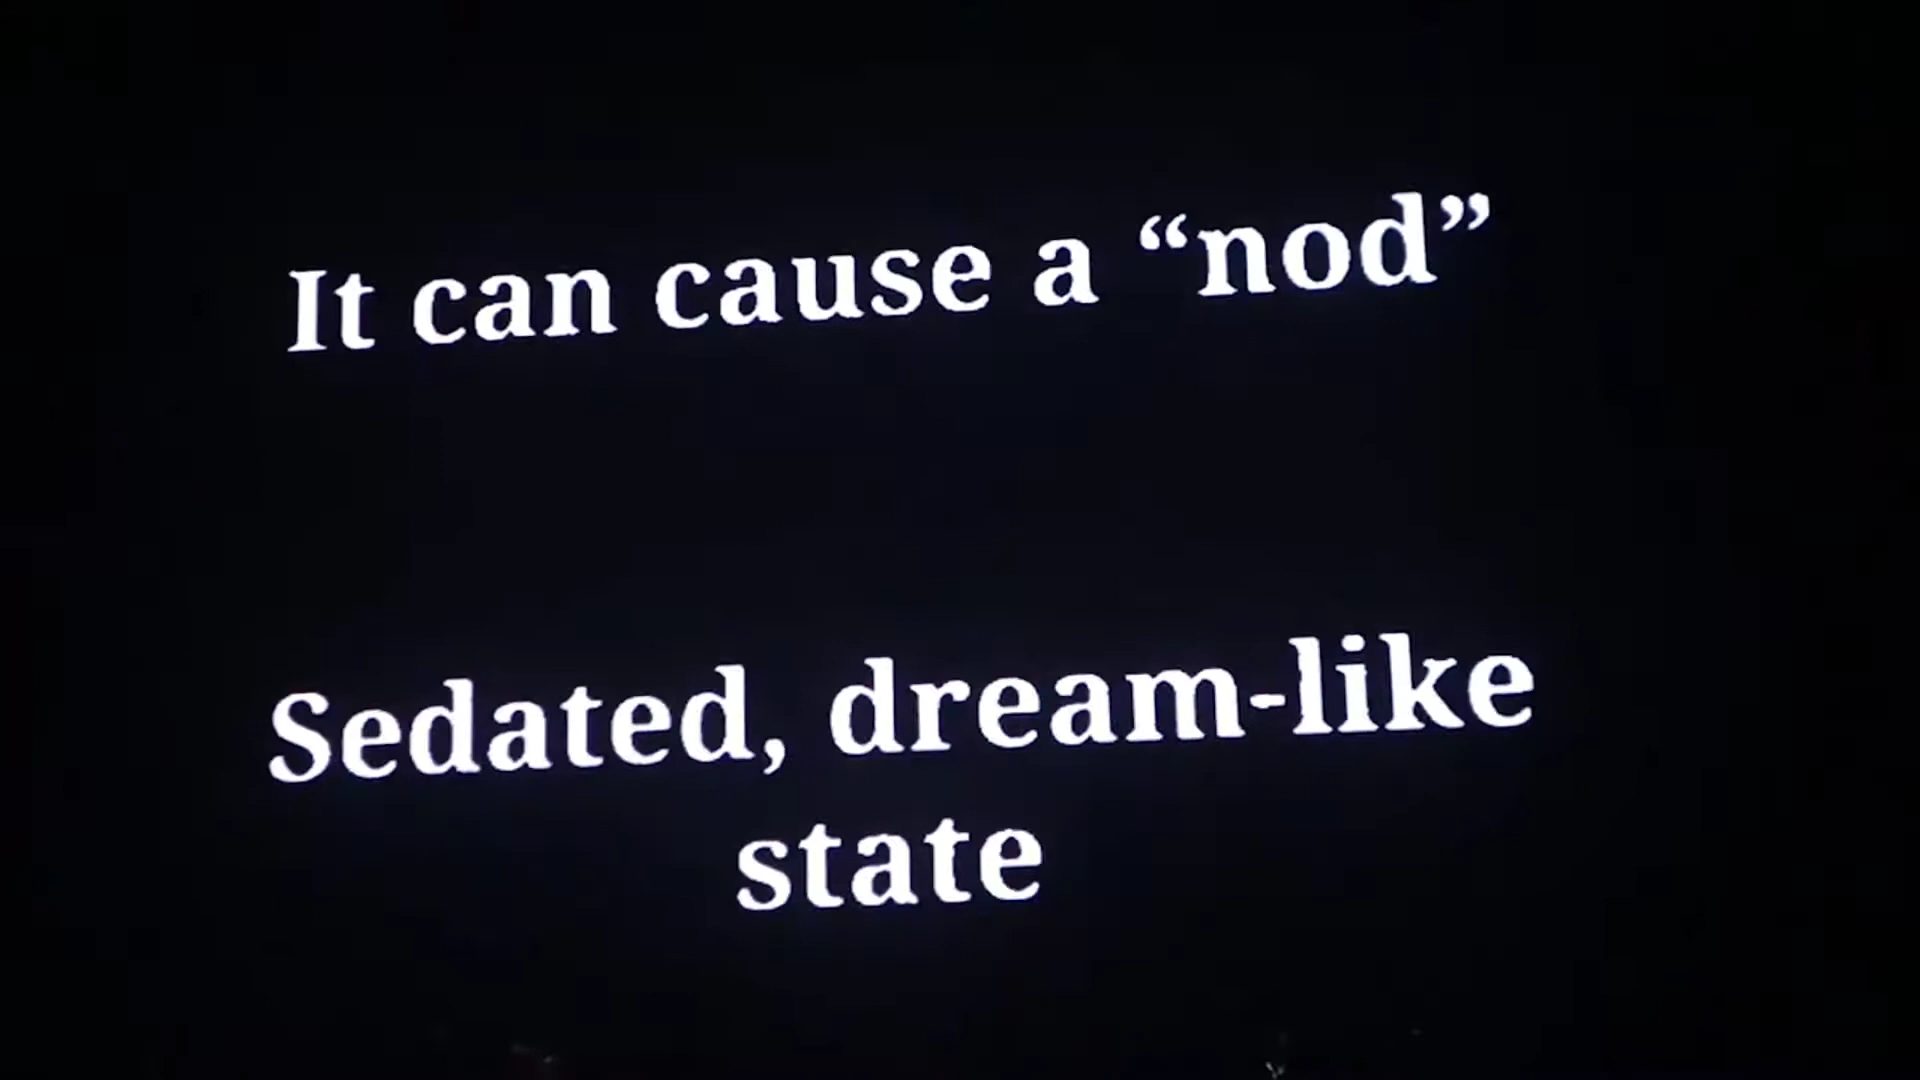 It can cause a “nod”
Sedated, dream-like
state